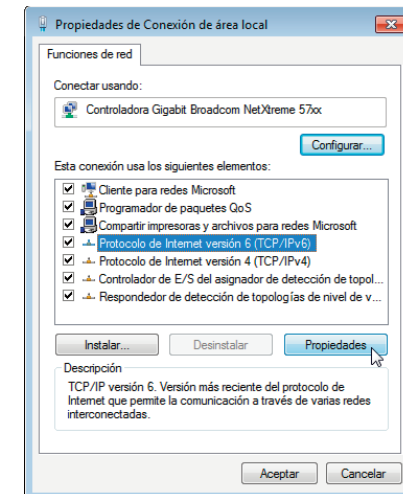 Propiedades de Conexión de área local
Funciones de red
Conectar usando:
Controladora Gigabit Broadcom NetXtreme 57xx
Configurar...
Esta conexión usa los siguientes elementos:
Cliente para redes Microsoft
Programador de paquetes QoS
Compartir impresoras y archivos para redes Microsoft
Protocolo de Internet versión 6 (TCP/IPv6)
Protocolo de Internet versión 4 (TCP/IPv4)
Controlador de E/S del asignador de detección de topol...
Respondedor de detección de topologías de nivel de v...
Instalar... Desinstalar Propiedades
Descripción
TCP/IP versión 6. Versión más reciente del protocolo de
Internet que permite la comunicación a través de varias redes
interconectadas.
Aceptar Cancelar